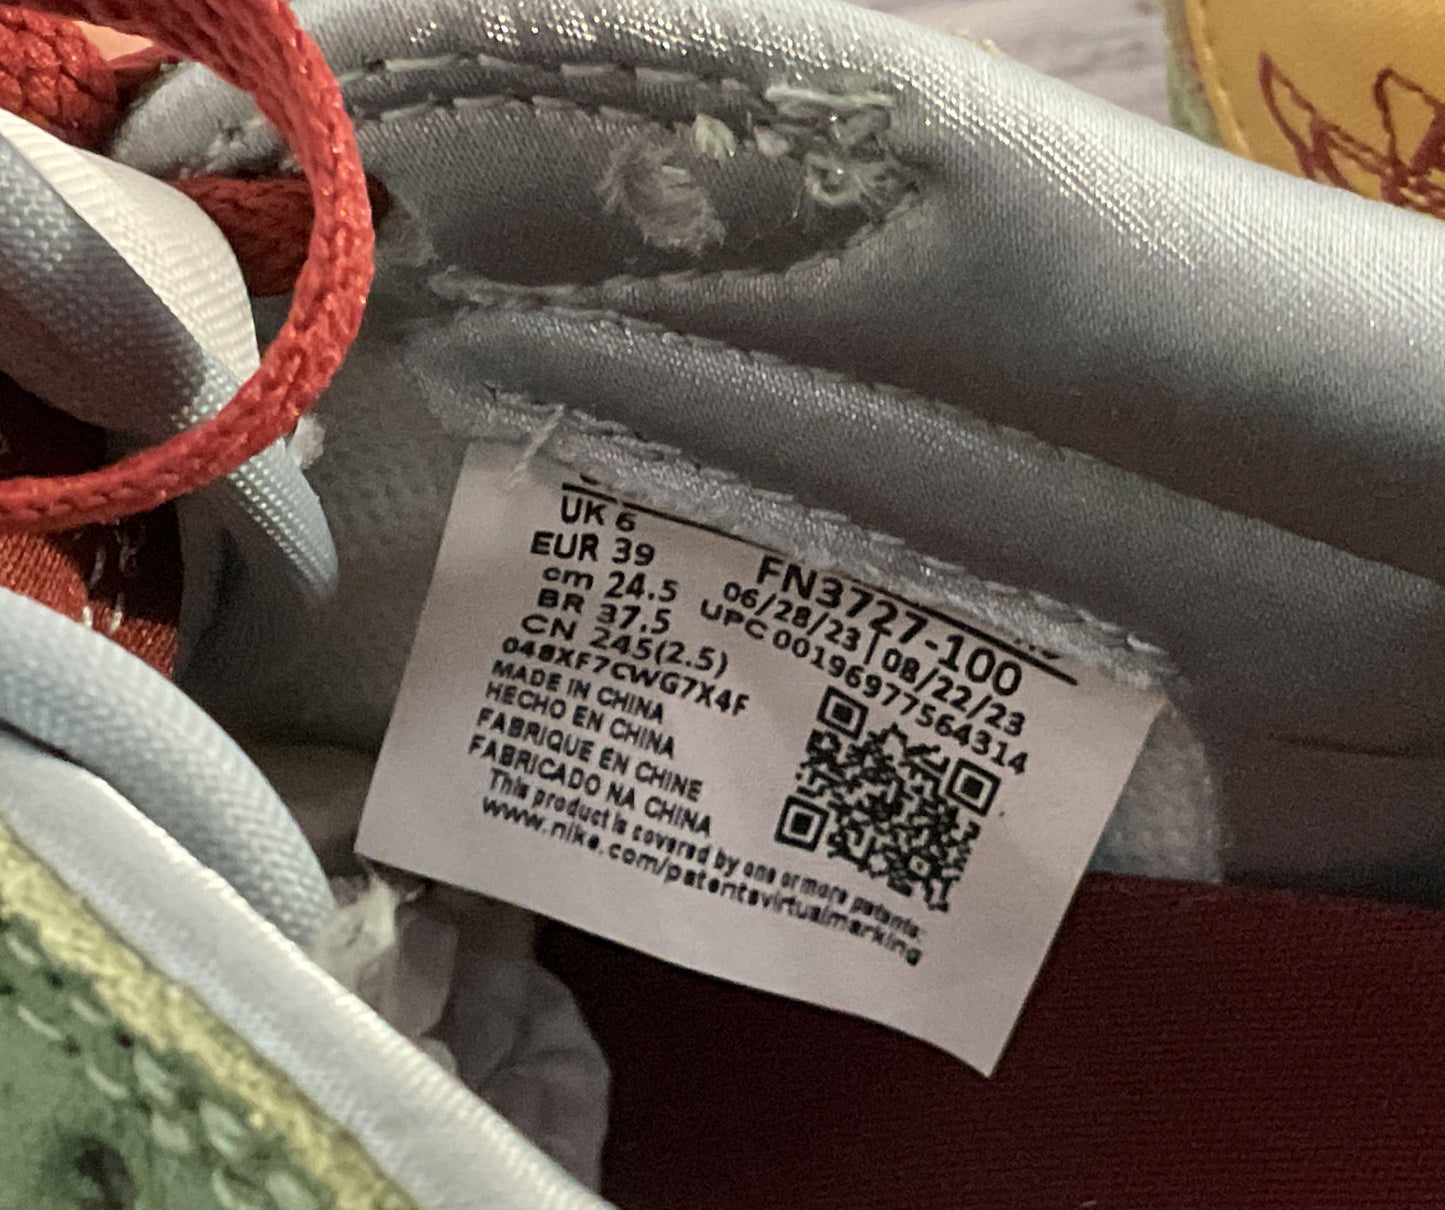 UK 6
EUR 39
cm 24.5
BR 37.5
CN 245(2.5)
048XF7CWG7X4F
MADE IN CHINA
HECHO EN CHINA
FABRIQUE EN CHINE
FABRICADO NA CHINA
This product is covered by one or more patents.
www.nike.com/patentsvirtualmarking
FN3727-100
06/28/23 | 08/22/23
UPC 00196977564314